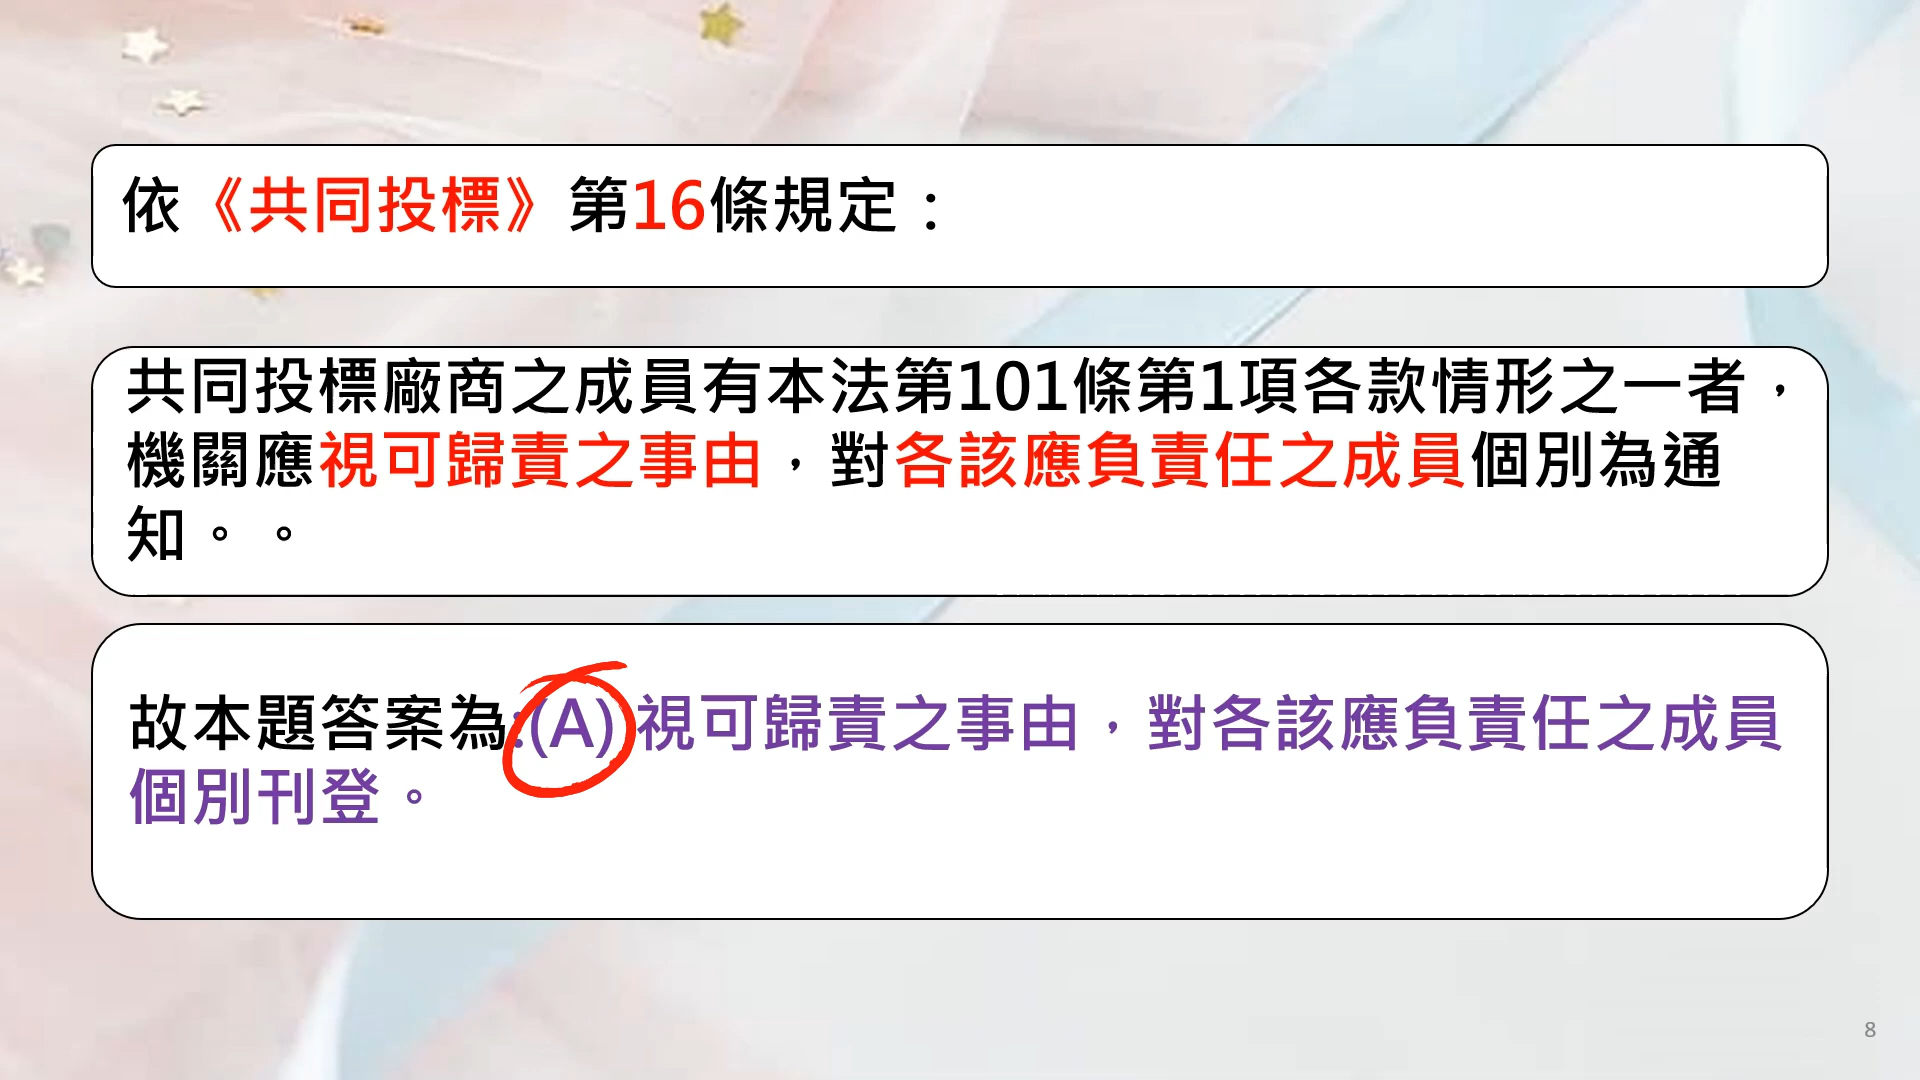 依《共同投標》第16條規定：
共同投標廠商之成員有本法第101條第1項各款情形之一者，
機關應視可歸責之事由，對各該應負責任之成員個別為通
知。。
故本題答案為:(A) 視可歸責之事由，對各該應負責任之成員
個別刊登。
8